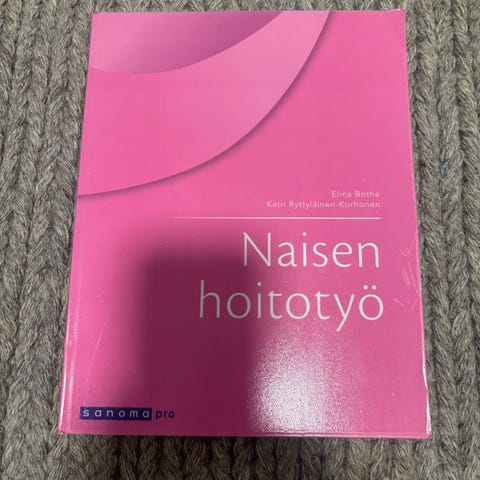 Elina Botha
Katri Ryttyläinen-Korhonen
Naisen
hoitotyö
sanoma pro